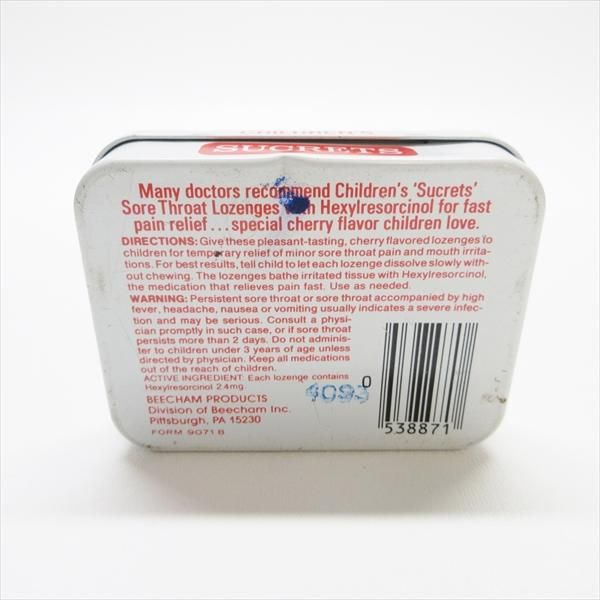 CHILDREN'S
SUCRETS
Many doctors recommend Children's 'Sucrets'
Sore Throat Lozenges with Hexylresorcinol for fast
pain relief...special cherry flavor children love.
DIRECTIONS: Give these pleasant-tasting, cherry flavored lozenges to
children for temporary relief of minor sore throat pain and mouth irrita-
tions. For best results, tell child to let each lozenge dissolve slowly with-
out chewing. The lozenges bathe irritated tissue with Hexylresorcinol,
the medication that relieves pain fast. Use as needed.
WARNING: Persistent sore throat or sore throat accompanied by high
fever, headache, nausea or vomiting usually indicates a severe infec-
tion and may be serious. Consult a physi-
cian promptly in such case, or if sore throat
persists more than 2 days. Do not adminis-
ter to children under 3 years of age unless
directed by physician. Keep all medications
out of the reach of children.
ACTIVE INGREDIENT: Each lozenge contains
Hexylresorcinol 2.4mg.
BEECHAM PRODUCTS
Division of Beecham Inc.
Pittsburgh, PA 15230
FORM 9071B
4093
0
538871